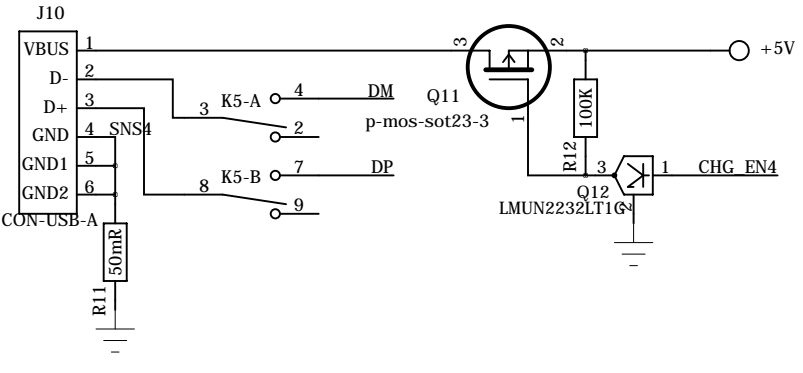 J10
VBUS 1
D- 2
D+ 3
GND 4 SNS4
GND1 5
GND2 6
CON-USB-A
R11 50mR
3 K5-A 4 DM
2
8 K5-B 7 DP
9
3 2 +5V
Q11
p-mos-sot23-3
1
R12 100K
3 1 CHG_EN4
Q12
LMUN2232LT1G
2